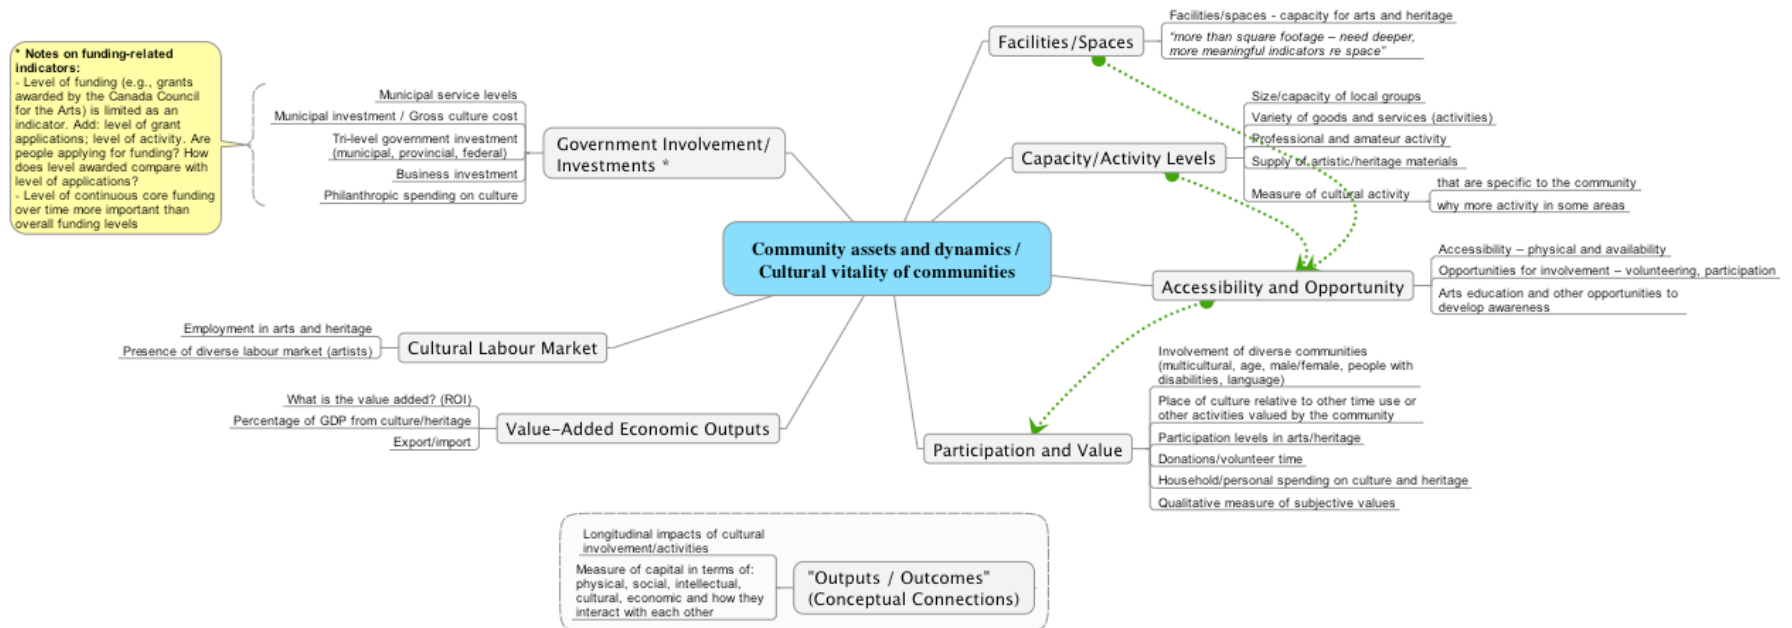 * Notes on funding-related
indicators:
- Level of funding (e.g., grants
awarded by the Canada Council
for the Arts) is limited as an
indicator. Add: level of grant
applications; level of activity. Are
people applying for funding? How
does level awarded compare with
level of applications?
- Level of continuous core funding
over time more important than
overall funding levels
Municipal service levels
Municipal investment / Gross culture cost
Tri-level government investment
(municipal, provincial, federal)
Business investment
Philanthropic spending on culture
Government Involvement/
Investments *
Facilities/Spaces
Facilities/spaces - capacity for arts and heritage
“more than square footage – need deeper,
more meaningful indicators re space”
Capacity/Activity Levels
Size/capacity of local groups
Variety of goods and services (activities)
Professional and amateur activity
Supply of artistic/heritage materials
Measure of cultural activity
that are specific to the community
why more activity in some areas
Community assets and dynamics /
Cultural vitality of communities
Accessibility and Opportunity
Accessibility – physical and availability
Opportunities for involvement – volunteering, participation
Arts education and other opportunities to
develop awareness
Employment in arts and heritage
Presence of diverse labour market (artists)
Cultural Labour Market
What is the value added? (ROI)
Percentage of GDP from culture/heritage
Export/import
Value-Added Economic Outputs
Participation and Value
Involvement of diverse communities
(multicultural, age, male/female, people with
disabilities, language)
Place of culture relative to other time use or
other activities valued by the community
Participation levels in arts/heritage
Donations/volunteer time
Household/personal spending on culture and heritage
Qualitative measure of subjective values
Longitudinal impacts of cultural
involvement/activities
Measure of capital in terms of:
physical, social, intellectual,
cultural, economic and how they
interact with each other
"Outputs / Outcomes"
(Conceptual Connections)